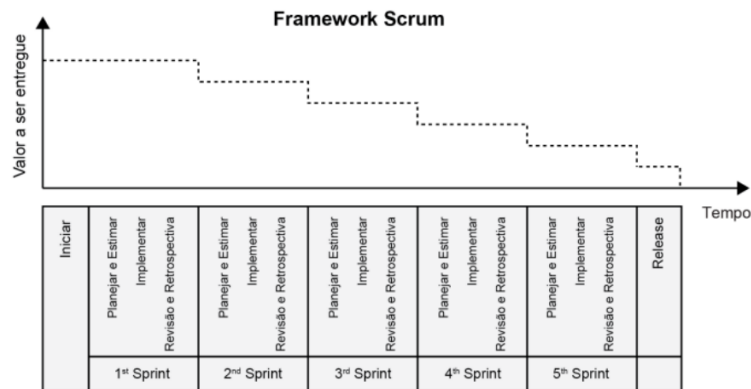 Framework Scrum
Valor a ser entregue
Tempo
Iniciar
Planejar e Estimar
Implementar
Revisão e Retrospectiva
1st Sprint
Planejar e Estimar
Implementar
Revisão e Retrospectiva
2nd Sprint
Planejar e Estimar
Implementar
Revisão e Retrospectiva
3rd Sprint
Planejar e Estimar
Implementar
Revisão e Retrospectiva
4th Sprint
Planejar e Estimar
Implementar
Revisão e Retrospectiva
5th Sprint
Release